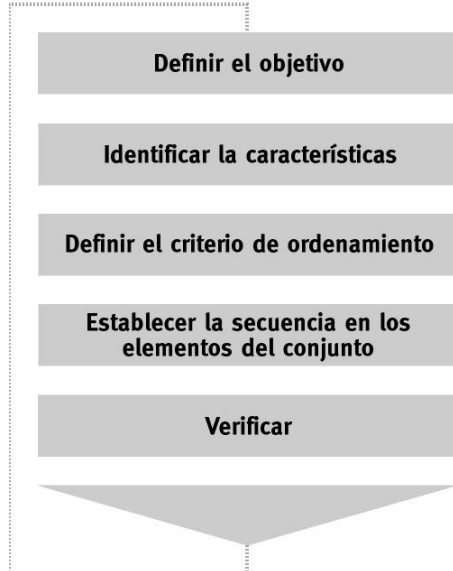 Definir el objetivo
Identificar la características
Definir el criterio de ordenamiento
Establecer la secuencia en los
elementos del conjunto
Verificar